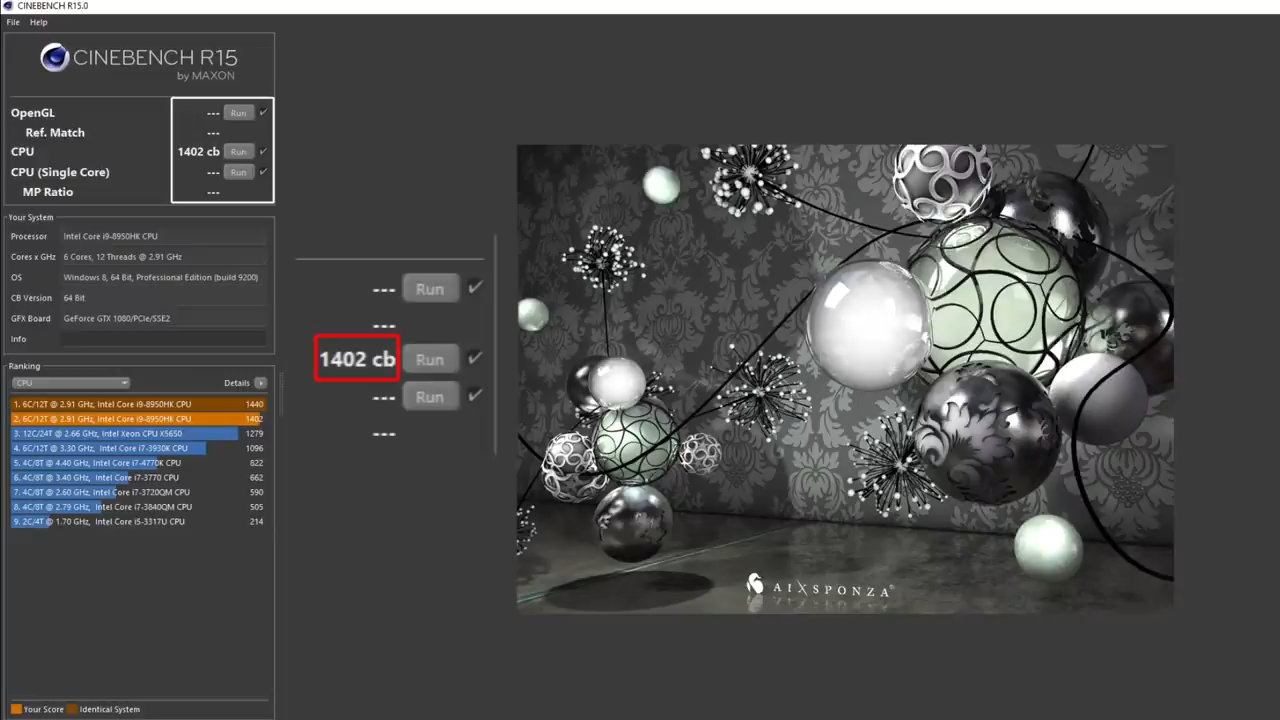 CINEBENCH R15.0
File Help
CINEBENCH R15
by MAXON
OpenGL --- Run
Ref. Match ---
CPU 1402 cb Run
CPU (Single Core) --- Run
MP Ratio ---
Your System
Processor Intel Core i9-8950HK CPU
Cores x GHz 6 Cores, 12 Threads @ 2.91 GHz
OS Windows 8, 64 Bit, Professional Edition (build 9200)
CB Version 64 Bit
GFX Board GeForce GTX 1080/PCIe/SSE2
Info
Ranking
CPU Details
1. 6C/12T @ 2.91 GHz, Intel Core i9-8950HK CPU 1440
2. 6C/12T @ 2.91 GHz, Intel Core i9-8950HK CPU 1402
3. 12C/24T @ 2.66 GHz, Intel Xeon CPU X5650 1279
4. 6C/12T @ 3.30 GHz, Intel Core i7-3930K CPU 1096
5. 4C/8T @ 4.40 GHz, Intel Core i7-4770K CPU 822
6. 4C/8T @ 3.40 GHz, Intel Core i7-3770 CPU 662
7. 4C/8T @ 2.60 GHz, Intel Core i7-3720QM CPU 590
8. 4C/8T @ 2.79 GHz, Intel Core i7-3840QM CPU 505
9. 2C/4T @ 1.70 GHz, Intel Core i5-3317U CPU 214
Your Score Identical System
--- Run
---
1402 cb Run
--- Run
---
AIXSPONZA®